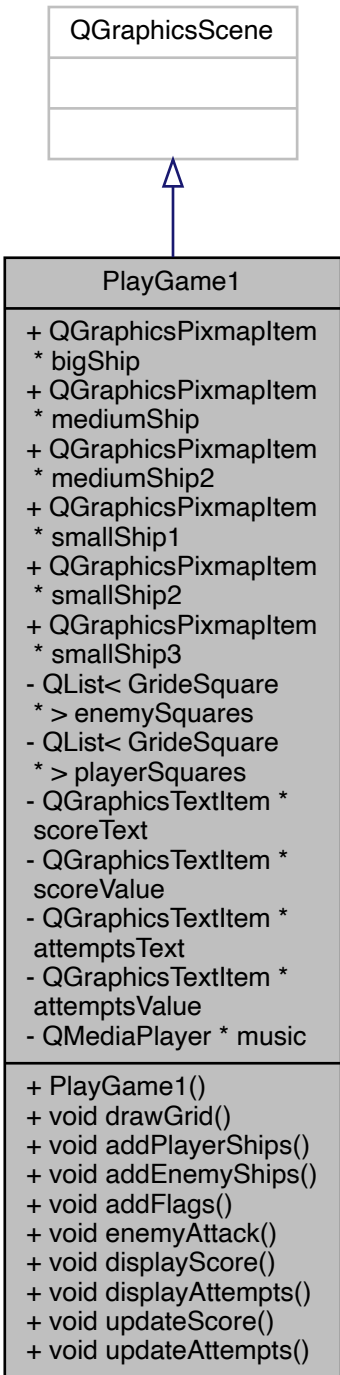 QGraphicsScene
PlayGame1
+ QGraphicsPixmapItem
* bigShip
+ QGraphicsPixmapItem
* mediumShip
+ QGraphicsPixmapItem
* mediumShip2
+ QGraphicsPixmapItem
* smallShip1
+ QGraphicsPixmapItem
* smallShip2
+ QGraphicsPixmapItem
* smallShip3
- QList< GrideSquare
* > enemySquares
- QList< GrideSquare
* > playerSquares
- QGraphicsTextItem *
scoreText
- QGraphicsTextItem *
scoreValue
- QGraphicsTextItem *
attemptsText
- QGraphicsTextItem *
attemptsValue
- QMediaPlayer * music
+ PlayGame1()
+ void drawGrid()
+ void addPlayerShips()
+ void addEnemyShips()
+ void addFlags()
+ void enemyAttack()
+ void displayScore()
+ void displayAttempts()
+ void updateScore()
+ void updateAttempts()